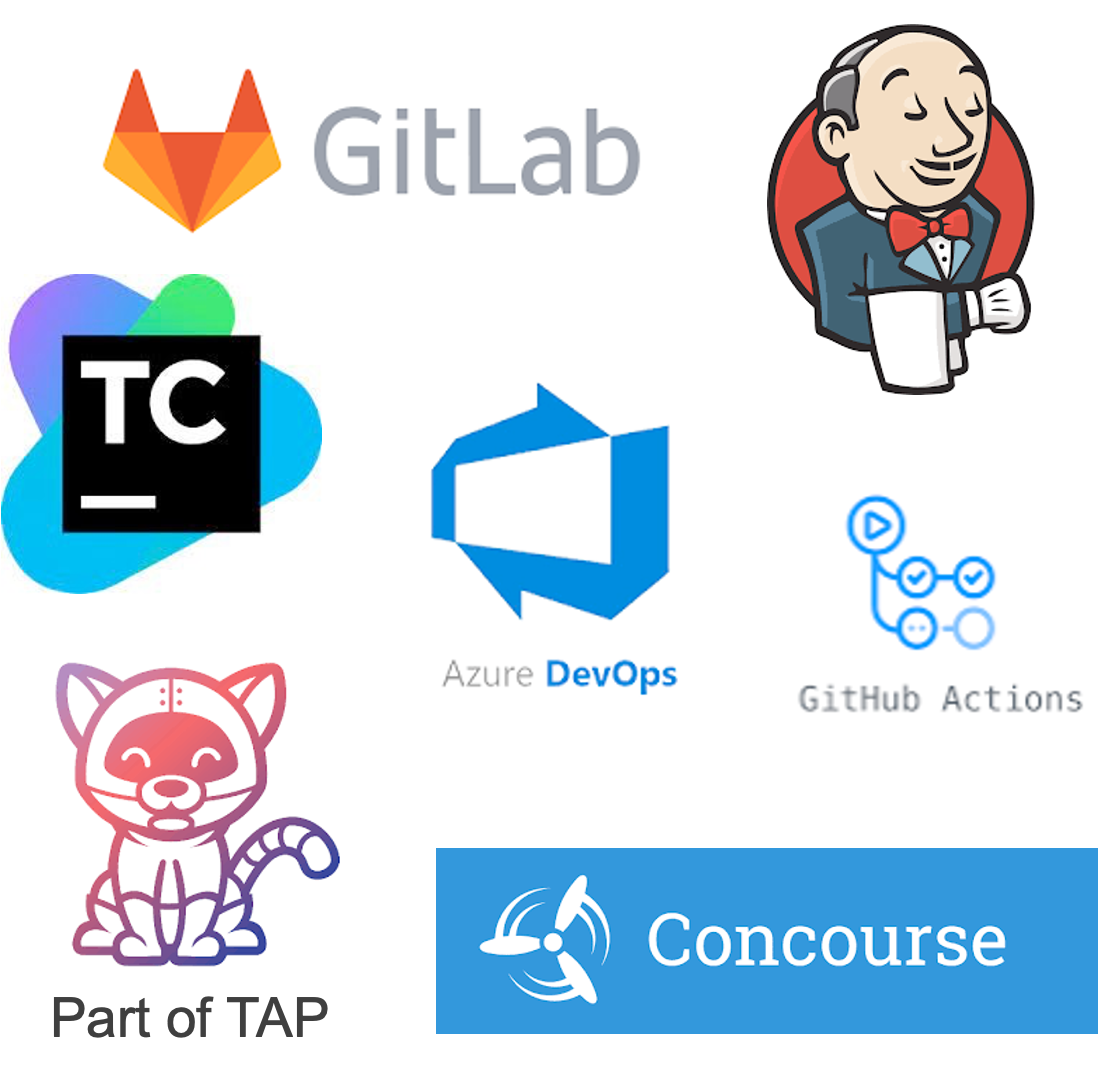 GitLab
TC
Azure DevOps
GitHub Actions
Concourse
Part of TAP